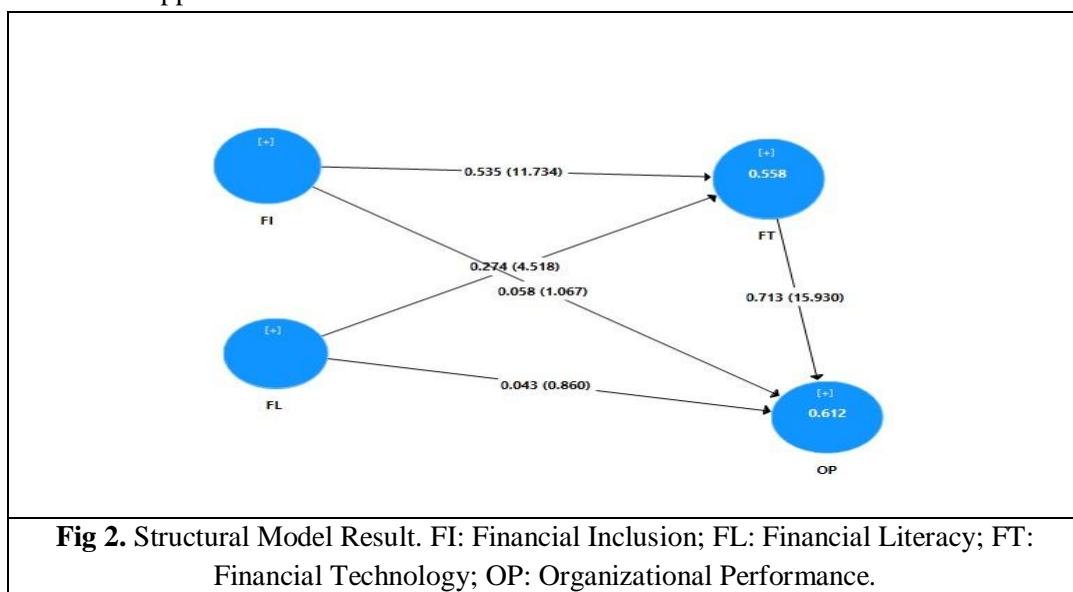 [+]
FI
0.535 (11.734)
[+]
0.558
FT
0.274 (4.518)
0.058 (1.067)
0.713 (15.930)
[+]
FL
0.043 (0.860)
[+]
0.612
OP
Fig 2. Structural Model Result. FI: Financial Inclusion; FL: Financial Literacy; FT:
Financial Technology; OP: Organizational Performance.